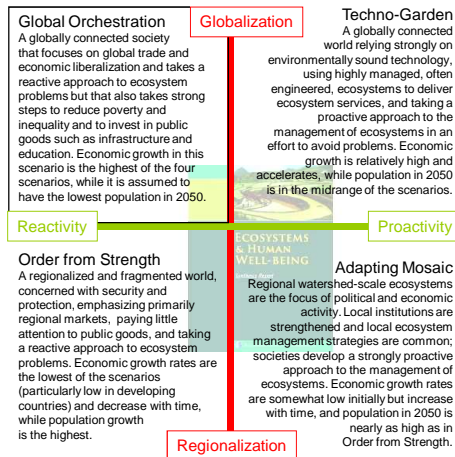 Globalization
Global Orchestration
A globally connected society
that focuses on global trade and
economic liberalization and takes a
reactive approach to ecosystem
problems but that also takes strong
steps to reduce poverty and
inequality and to invest in public
goods such as infrastructure and
education. Economic growth in this
scenario is the highest of the four
scenarios, while it is assumed to
have the lowest population in 2050.
Techno-Garden
A globally connected
world relying strongly on
environmentally sound technology,
using highly managed, often
engineered, ecosystems to deliver
ecosystem services, and taking a
proactive approach to the
management of ecosystems in an
effort to avoid problems. Economic
growth is relatively high and
accelerates, while population in 2050
is in the midrange of the scenarios.
Reactivity
Proactivity
ECOSYSTEMS
& HUMAN
WELL-BEING
Order from Strength
A regionalized and fragmented world,
concerned with security and
protection, emphasizing primarily
regional markets, paying little
attention to public goods, and taking
a reactive approach to ecosystem
problems. Economic growth rates are
the lowest of the scenarios
(particularly low in developing
countries) and decrease with time,
while population growth
is the highest.
Adapting Mosaic
Regional watershed-scale ecosystems
are the focus of political and economic
activity. Local institutions are
strengthened and local ecosystem
management strategies are common;
societies develop a strongly proactive
approach to the management of
ecosystems. Economic growth rates
are somewhat low initially but increase
with time, and population in 2050 is
nearly as high as in
Order from Strength.
Regionalization